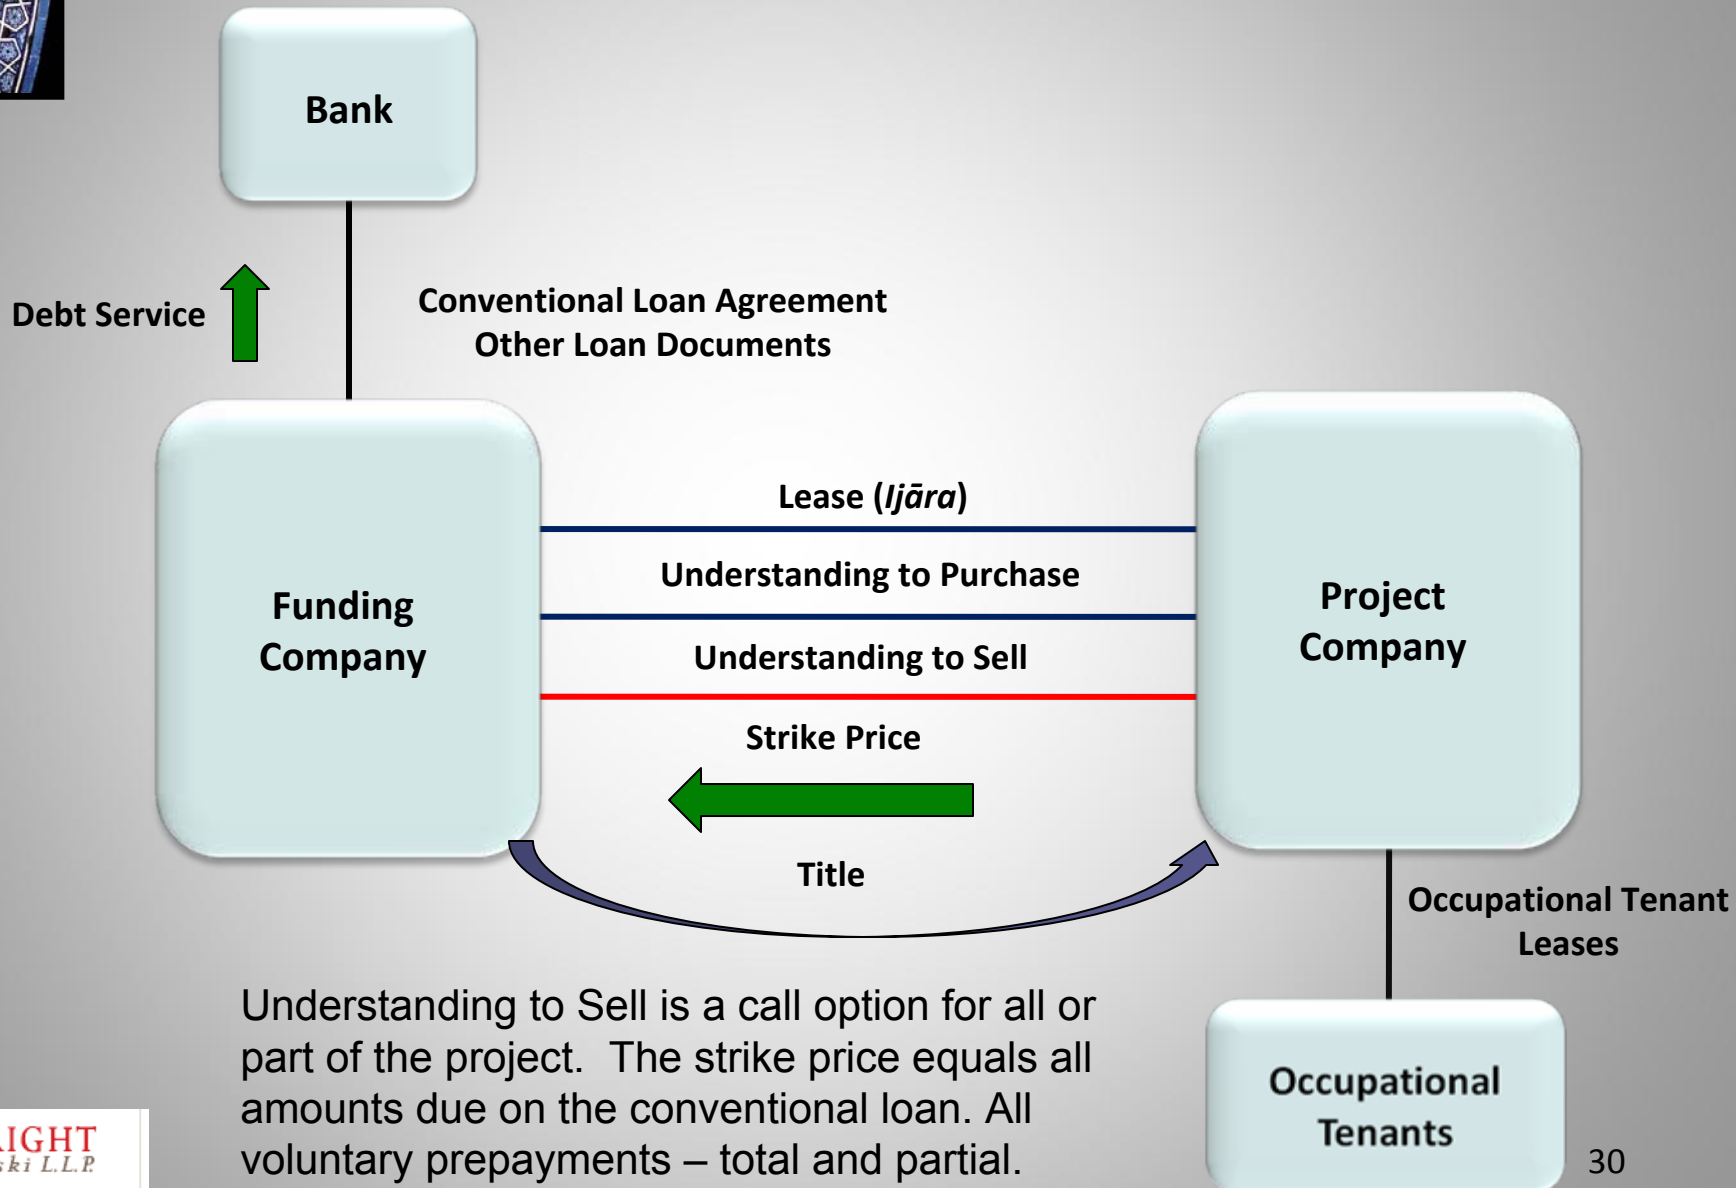 Bank
Debt Service
Conventional Loan Agreement
Other Loan Documents
Lease (Ijāra)
Understanding to Purchase
Understanding to Sell
Funding
Company
Project
Company
Strike Price
Title
Occupational Tenant
Leases
Understanding to Sell is a call option for all or
part of the project.  The strike price equals all
amounts due on the conventional loan. All
voluntary prepayments – total and partial.
Occupational
Tenants
L.L.P.
30